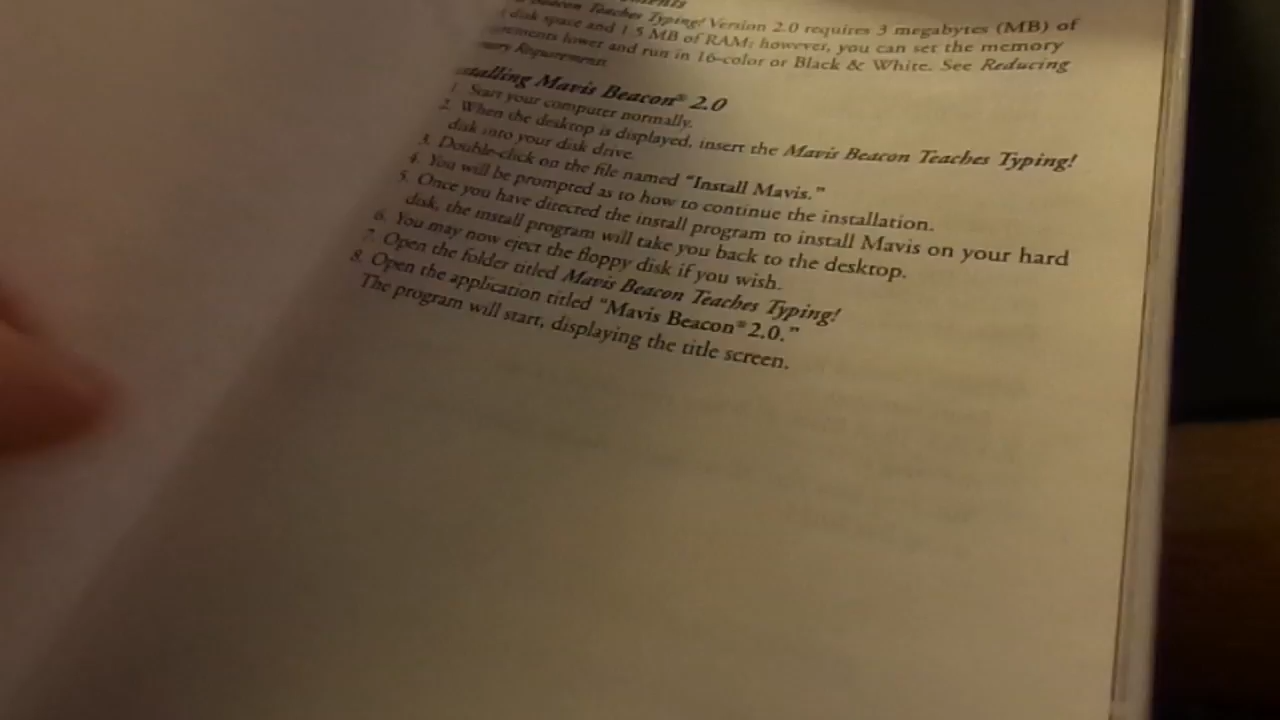 Beacon Teaches Typing! Version 2.0 requires 3 megabytes (MB) of
disk space and 1.5 MB of RAM; however, you can set the memory
lower and run in 16-color or Black & White. See Reducing
Requirements
Mavis Beacon® 2.0
1. Start your computer normally.
2. When the desktop is displayed, insert the Mavis Beacon Teaches Typing!
disk into your disk drive.
3. Double-click on the file named "Install Mavis."
4. You will be prompted as to how to continue the installation.
5. Once you have directed the install program to install Mavis on your hard
disk, the install program will take you back to the desktop.
6. You may now eject the floppy disk if you wish.
7. Open the folder titled Mavis Beacon Teaches Typing!
8. Open the application titled "Mavis Beacon® 2.0."
The program will start, displaying the title screen.